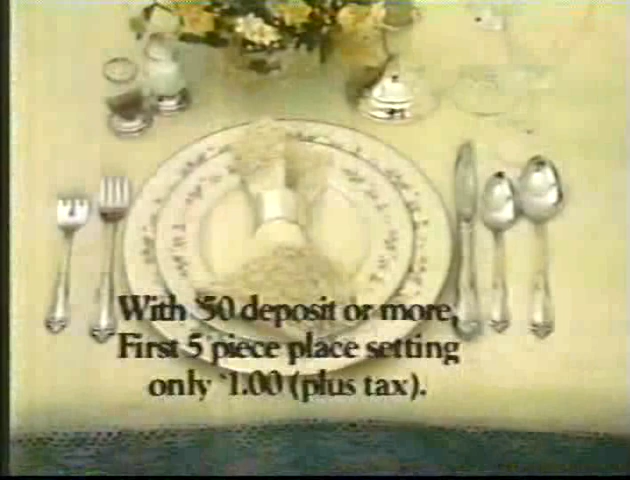 With $50 deposit or more,
First 5 piece place setting
only $1.00 (plus tax).